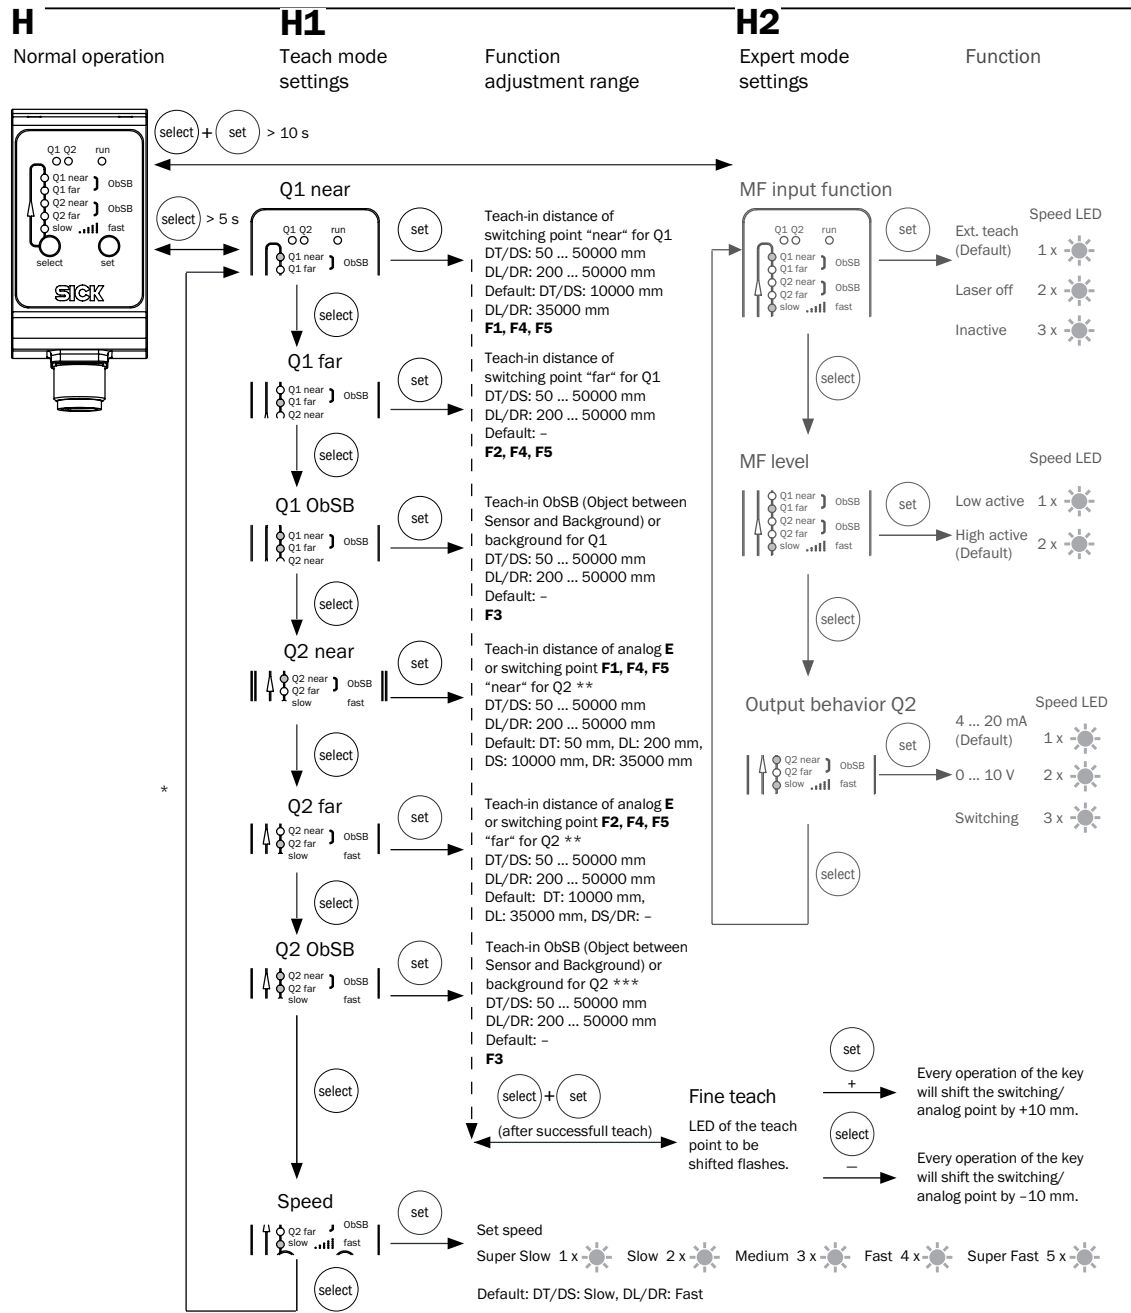 H
H1
H2
Normal operation
Teach mode
settings
Function
adjustment range
Expert mode
settings
Function
select + set > 10 s
Q1 Q2 run
Q1 near
Q1 far
ObSB
Q2 near
Q2 far
ObSB
slow fast
select set
SICK
select > 5 s
*
Q1 near
Q1 Q2 run
Q1 near
Q1 far
ObSB
set
Teach-in distance of
switching point “near“ for Q1
DT/DS: 50 ... 50000 mm
DL/DR: 200 ... 50000 mm
Default: DT/DS: 10000 mm
DL/DR: 35000 mm
F1, F4, F5
select
Q1 far
Q1 near
Q1 far
ObSB
Q2 near
set
Teach-in distance of
switching point “far“ for Q1
DT/DS: 50 ... 50000 mm
DL/DR: 200 ... 50000 mm
Default: –
F2, F4, F5
select
Q1 ObSB
Q1 near
Q1 far
ObSB
Q2 near
set
Teach-in ObSB (Object between
Sensor and Background) or
background for Q1
DT/DS: 50 ... 50000 mm
DL/DR: 200 ... 50000 mm
Default: –
F3
select
Q2 near
Q2 near
Q2 far
ObSB
slow fast
set
Teach-in distance of analog E
or switching point F1, F4, F5
“near“ for Q2 **
DT/DS: 50 ... 50000 mm
DL/DR: 200 ... 50000 mm
Default: DT: 50 mm, DL: 200 mm,
DS: 10000 mm, DR: 35000 mm
select
Q2 far
Q2 near
Q2 far
ObSB
slow fast
set
Teach-in distance of analog E
or switching point F2, F4, F5
“far“ for Q2 **
DT/DS: 50 ... 50000 mm
DL/DR: 200 ... 50000 mm
Default: DT: 10000 mm,
DL: 35000 mm, DS/DR: –
select
Q2 ObSB
Q2 near
Q2 far
ObSB
slow fast
set
Teach-in ObSB (Object between
Sensor and Background) or
background for Q2 ***
DT/DS: 50 ... 50000 mm
DL/DR: 200 ... 50000 mm
Default: –
F3
select
select + set
(after successfull teach)
Fine teach
LED of the teach
point to be
shifted flashes.
set
+
Every operation of the key
will shift the switching/
analog point by +10 mm.
select
–
Every operation of the key
will shift the switching/
analog point by –10 mm.
Speed
ObSB
Q2 far
slow fast
set
Set speed
Super Slow 1 x Slow 2 x Medium 3 x Fast 4 x Super Fast 5 x
Default: DT/DS: Slow, DL/DR: Fast
select
MF input function
Q1 Q2 run
Q1 near
Q1 far
ObSB
Q2 near
Q2 far
ObSB
slow fast
set
Speed LED
Ext. teach
(Default) 1 x
Laser off 2 x
Inactive 3 x
select
MF level
Q1 near
Q1 far
ObSB
Q2 near
Q2 far
ObSB
slow fast
set
Speed LED
Low active 1 x
High active
(Default) 2 x
select
Output behavior Q2
Q2 near
Q2 far
ObSB
slow fast
set
Speed LED
4 ... 20 mA
(Default) 1 x
0 ... 10 V 2 x
Switching 3 x
select